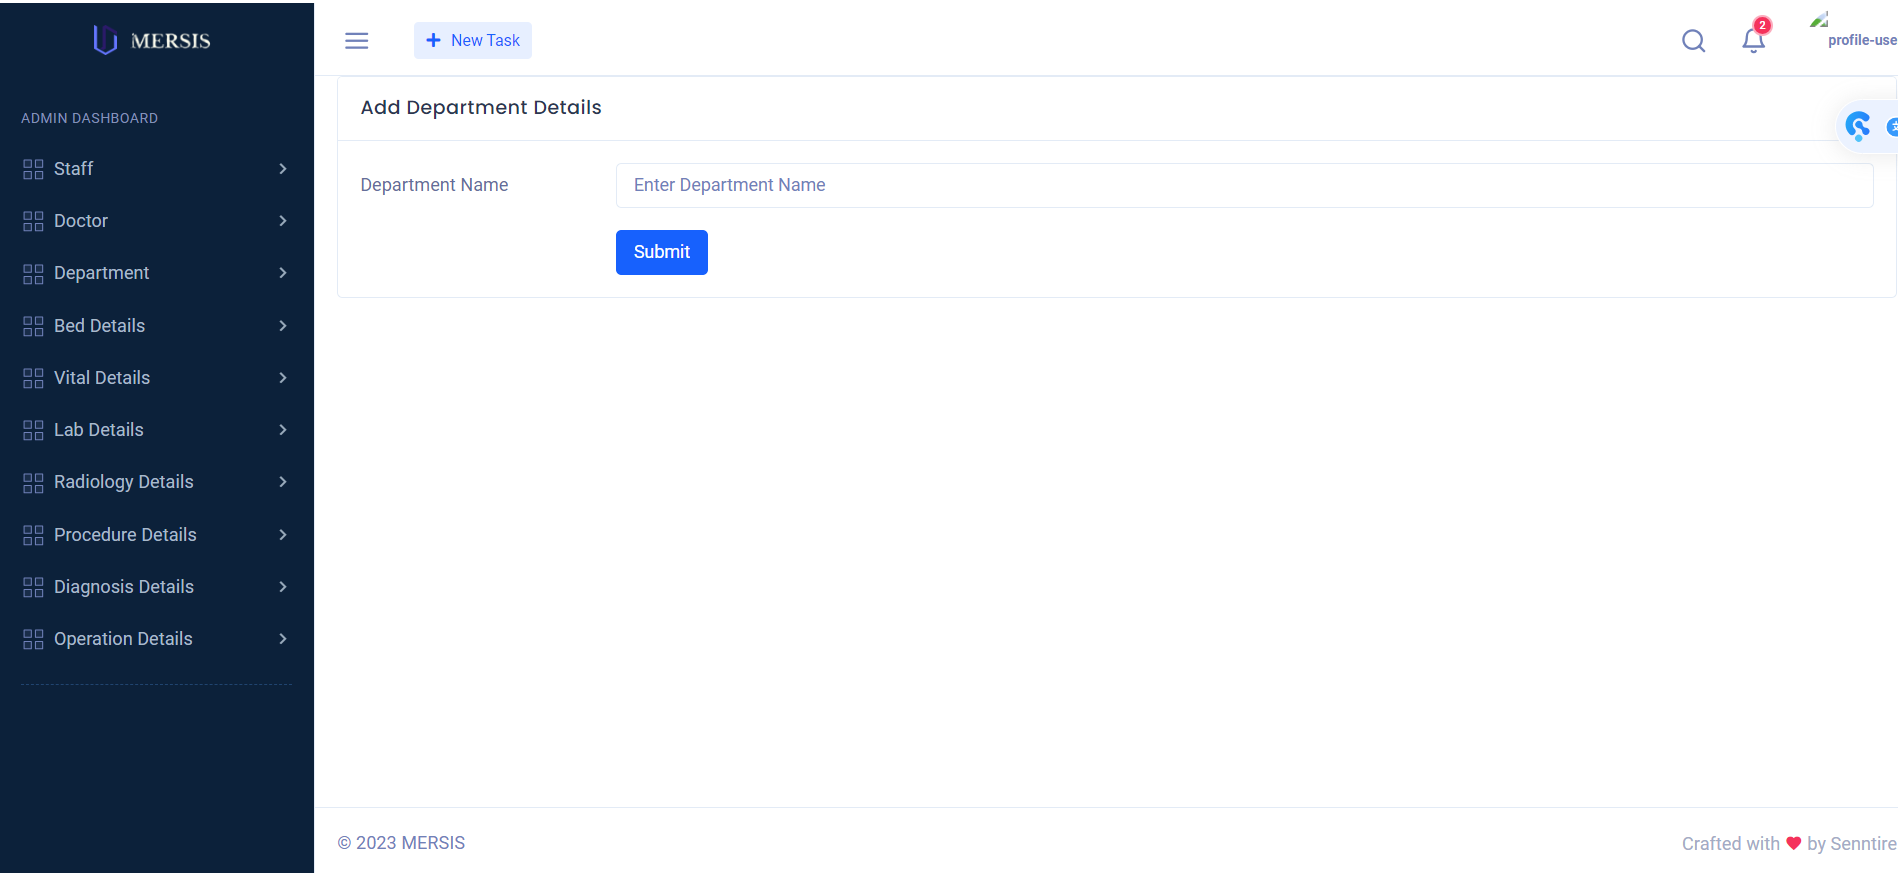 MERSIS
New Task
2
profile-use
ADMIN DASHBOARD
Staff
Doctor
Department
Bed Details
Vital Details
Lab Details
Radiology Details
Procedure Details
Diagnosis Details
Operation Details
Add Department Details
Department Name
Enter Department Name
Submit
© 2023 MERSIS
Crafted with ❤ by Senntire